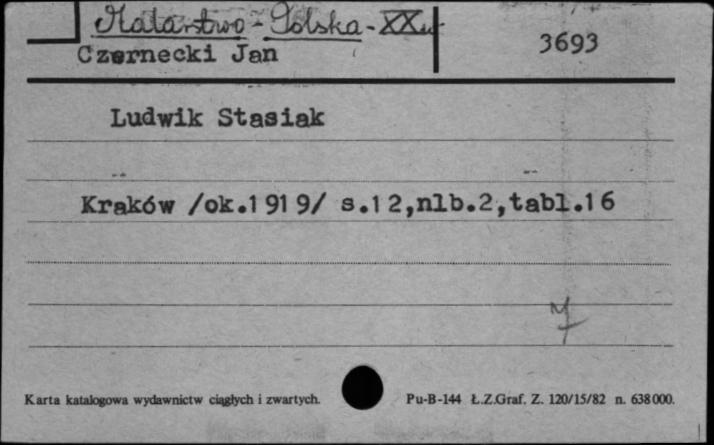 Malarstwo - Polska - XX w
Czernecki Jan
3693
Ludwik Stasiak
Kraków /ok.1919/ s.12,nlb.2,tabl.16
Karta katalogowa wydawnictw ciągłych i zwartych. Pu-B-144 Ł.Z.Graf. Z. 120/15/82 n. 638000.